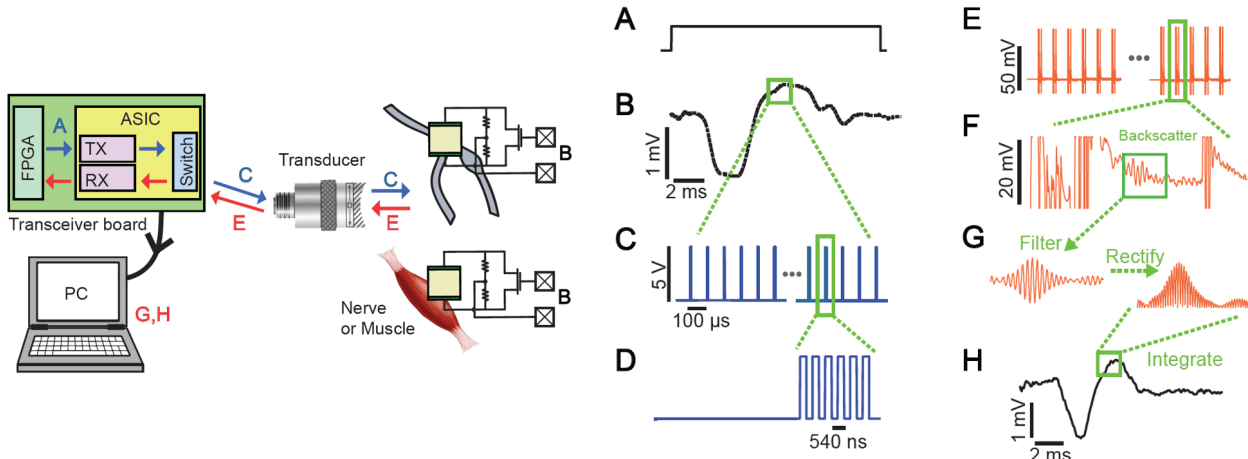 FPGA
A
ASIC
TX
RX
Switch
Transceiver board
C
E
Transducer
C
E
B
Nerve
or Muscle
B
PC
G,H
A
B
1 mV
2 ms
C
5 V
100 µs
D
540 ns
E
50 mV
F
Backscatter
20 mV
G
Filter
Rectify
H
Integrate
1 mV
2 ms